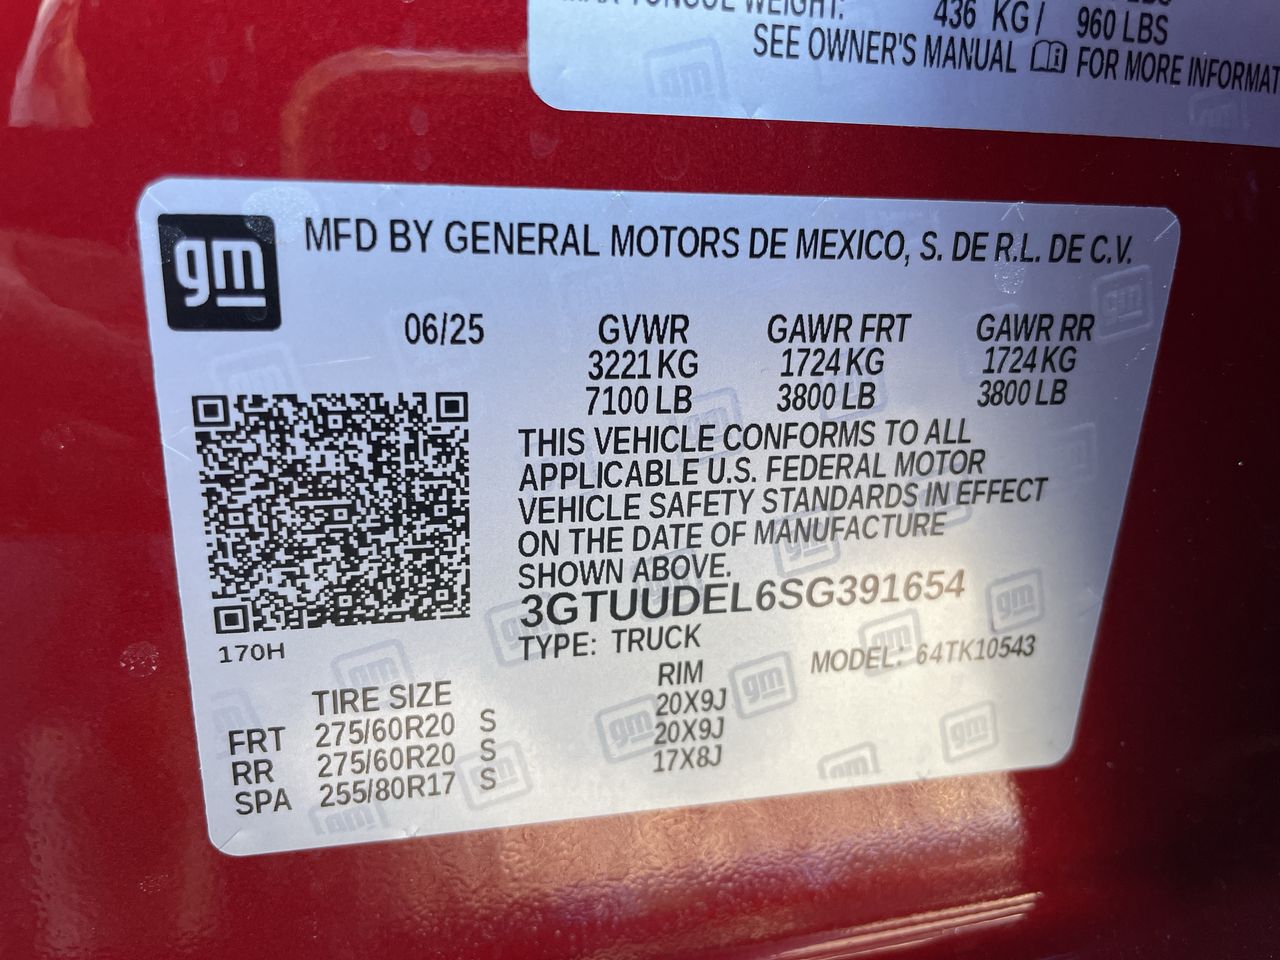 MAX TONGUE WEIGHT: 436 KG/ 960 LBS
SEE OWNER'S MANUAL FOR MORE INFORMAT
gm
MFD BY GENERAL MOTORS DE MEXICO, S. DE R.L. DE C.V.
06/25 GVWR GAWR FRT GAWR RR
3221 KG 1724 KG 1724 KG
7100 LB 3800 LB 3800 LB
THIS VEHICLE CONFORMS TO ALL
APPLICABLE U.S. FEDERAL MOTOR
VEHICLE SAFETY STANDARDS IN EFFECT
ON THE DATE OF MANUFACTURE
SHOWN ABOVE.
3GTUUDEL6SG391654
170H
TYPE: TRUCK MODEL: 64TK10543
TIRE SIZE RIM
FRT 275/60R20 S 20X9J
RR 275/60R20 S 20X9J
SPA 255/80R17 S 17X8J